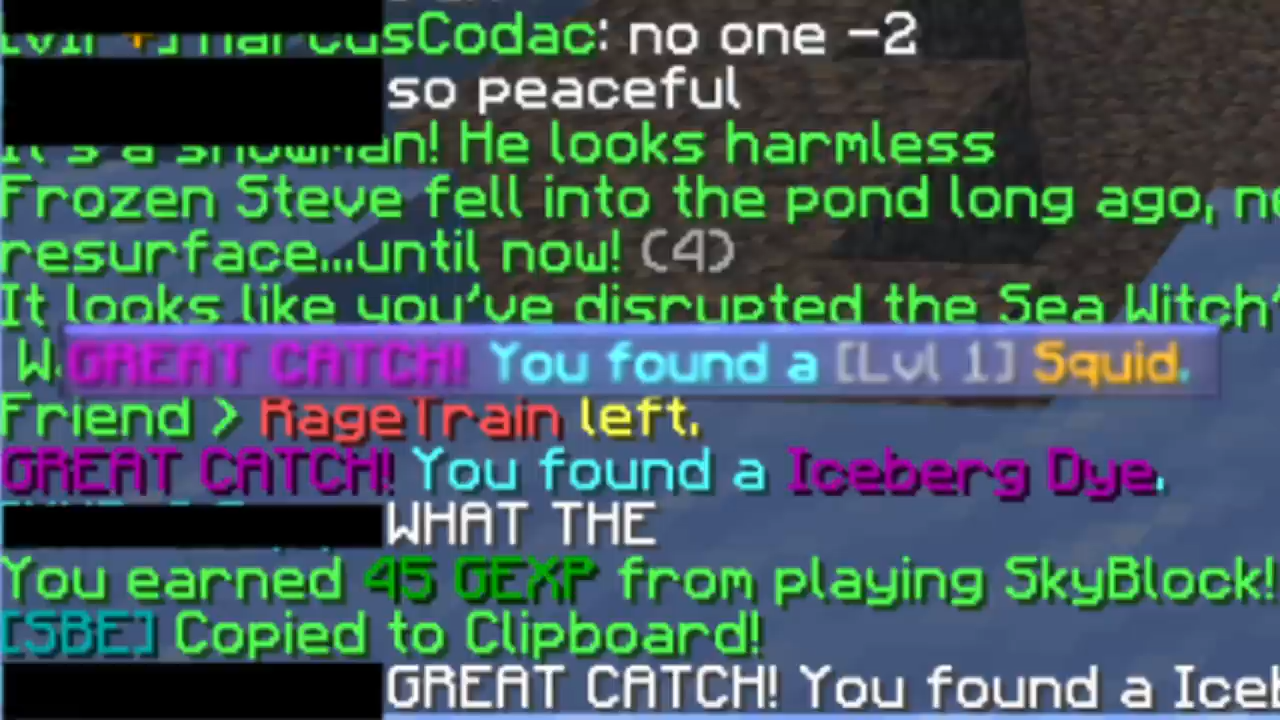 MarcusCodac: no one -2
so peaceful
It's a snowman! He looks harmless
Frozen Steve fell into the pond long ago,
resurface...until now! (4)
It looks like you've disrupted the Sea Witch'
GREAT CATCH! You found a [Lvl 1] Squid.
Friend > RageTrain left.
GREAT CATCH! You found a Iceberg Dye.
WHAT THE
You earned 45 GEXP from playing SkyBlock!
[SBE] Copied to Clipboard!
GREAT CATCH! You found a Iceb